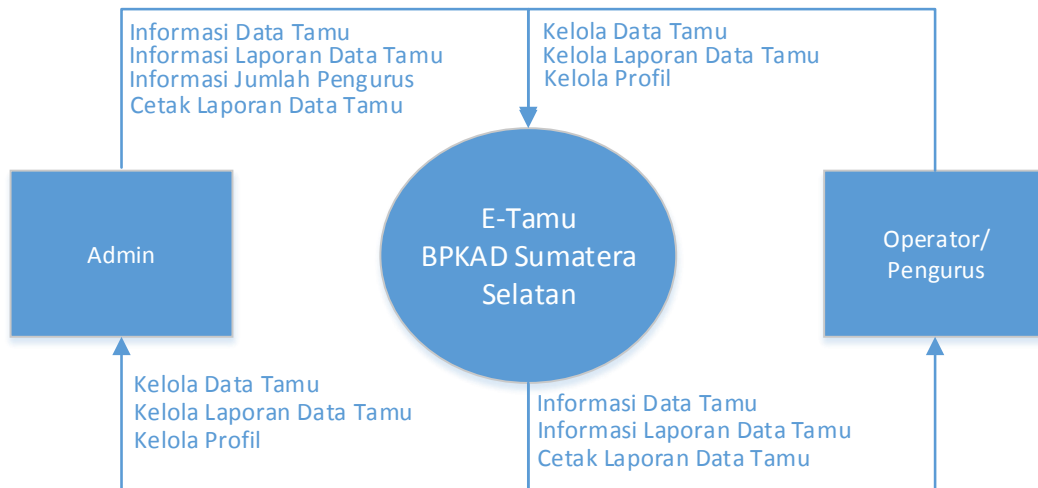 Informasi Data Tamu
Informasi Laporan Data Tamu
Informasi Jumlah Pengurus
Cetak Laporan Data Tamu
Kelola Data Tamu
Kelola Laporan Data Tamu
Kelola Profil
Admin
E-Tamu
BPKAD Sumatera
Selatan
Operator/
Pengurus
Kelola Data Tamu
Kelola Laporan Data Tamu
Kelola Profil
Informasi Data Tamu
Informasi Laporan Data Tamu
Cetak Laporan Data Tamu